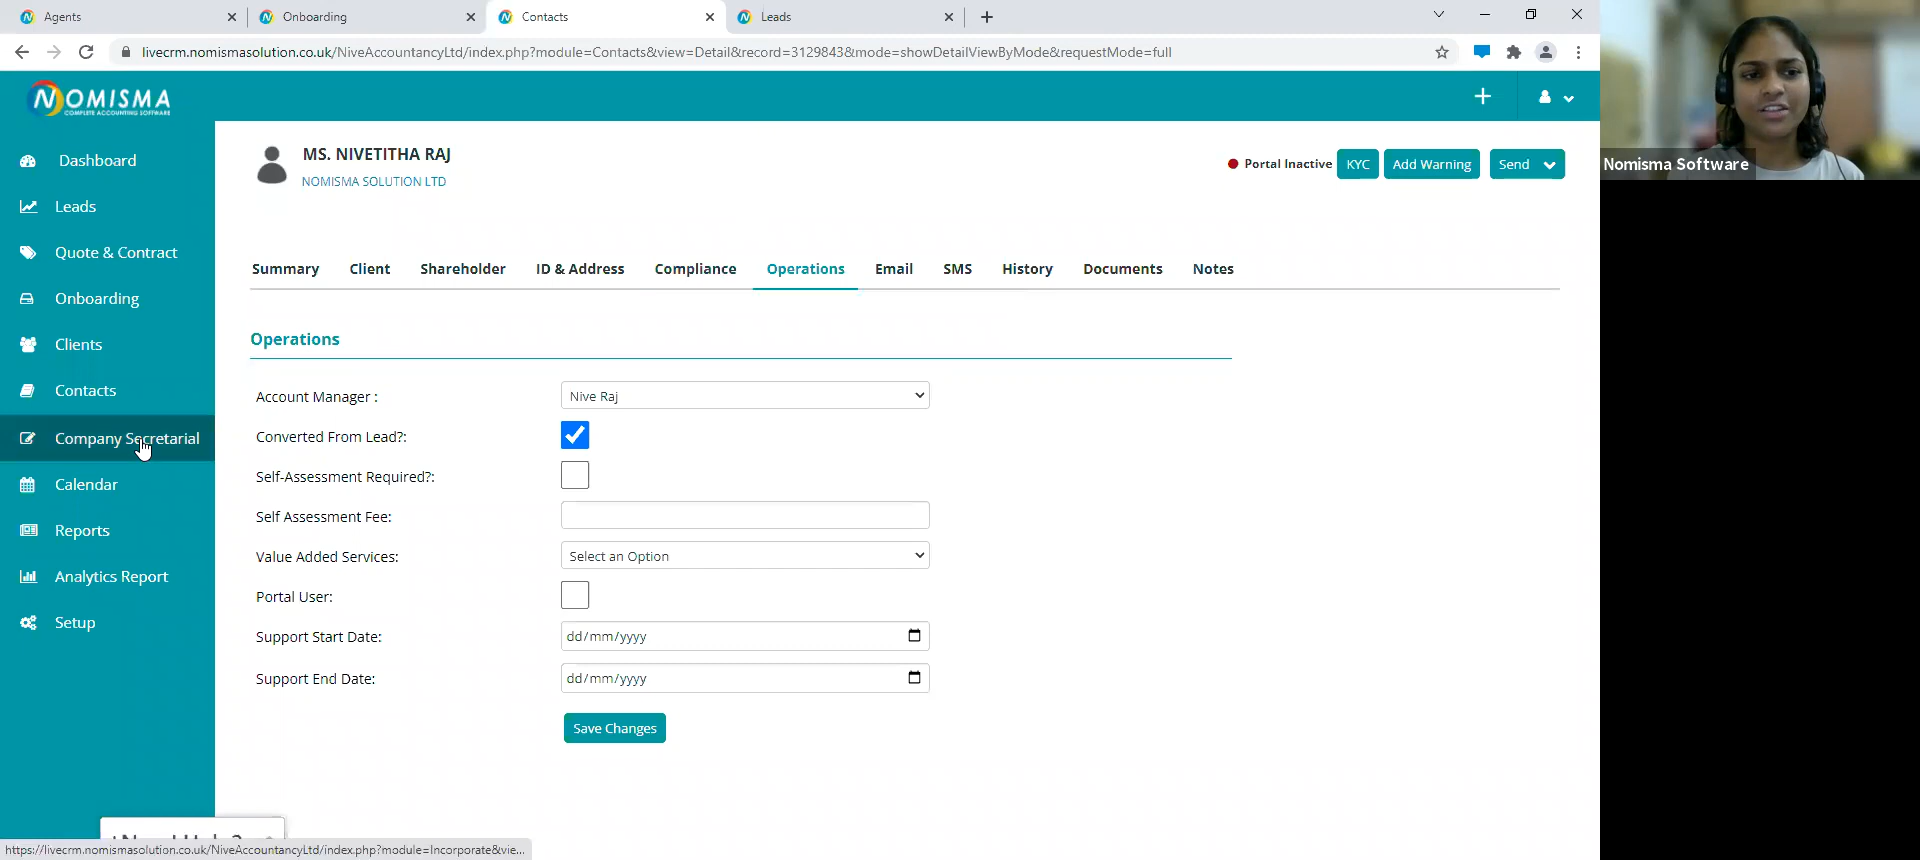 Agents
Onboarding
Contacts
Leads
livecrm.nomismasolution.co.uk/NiveAccountancyLtd/index.php?module=Contacts&view=Detail&record=3129843&mode=showDetailViewByMode&requestMode=full
NOMISMA
COMPLETE ACCOUNTING SOFTWARE
Dashboard
Leads
Quote & Contract
Onboarding
Clients
Contacts
Company Secretarial
Calendar
Reports
Analytics Report
Setup
MS. NIVETITHA RAJ
NOMISMA SOLUTION LTD
Portal Inactive KYC Add Warning Send
Summary Client Shareholder ID & Address Compliance Operations Email SMS History Documents Notes
Operations
Account Manager : Nive Raj
Converted From Lead?:
Self-Assessment Required?:
Self Assessment Fee:
Value Added Services: Select an Option
Portal User:
Support Start Date: dd/mm/yyyy
Support End Date: dd/mm/yyyy
Save Changes
https://livecrm.nomismasolution.co.uk/NiveAccountancyLtd/index.php?module=Incorporate&vie...
Nomisma Software